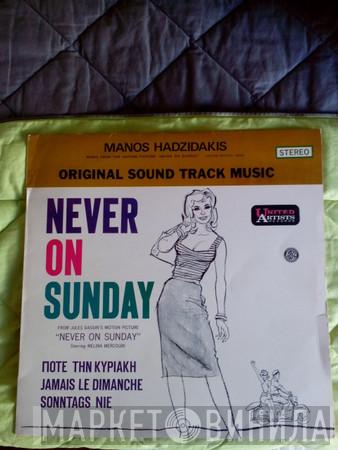 MANOS HADZIDAKIS
STEREO
ORIGINAL SOUND TRACK MUSIC
NEVER
ON
SUNDAY
UNITED
ARTISTS
FROM JULES DASSIN'S MOTION PICTURE
"NEVER ON SUNDAY"
Starring MELINA MERCOURI
ΠΟΤΕ ΤΗΝ ΚΥΡΙΑΚΗ
JAMAIS LE DIMANCHE
SONNTAGS NIE
МАРКЕТ ВИНИЛА